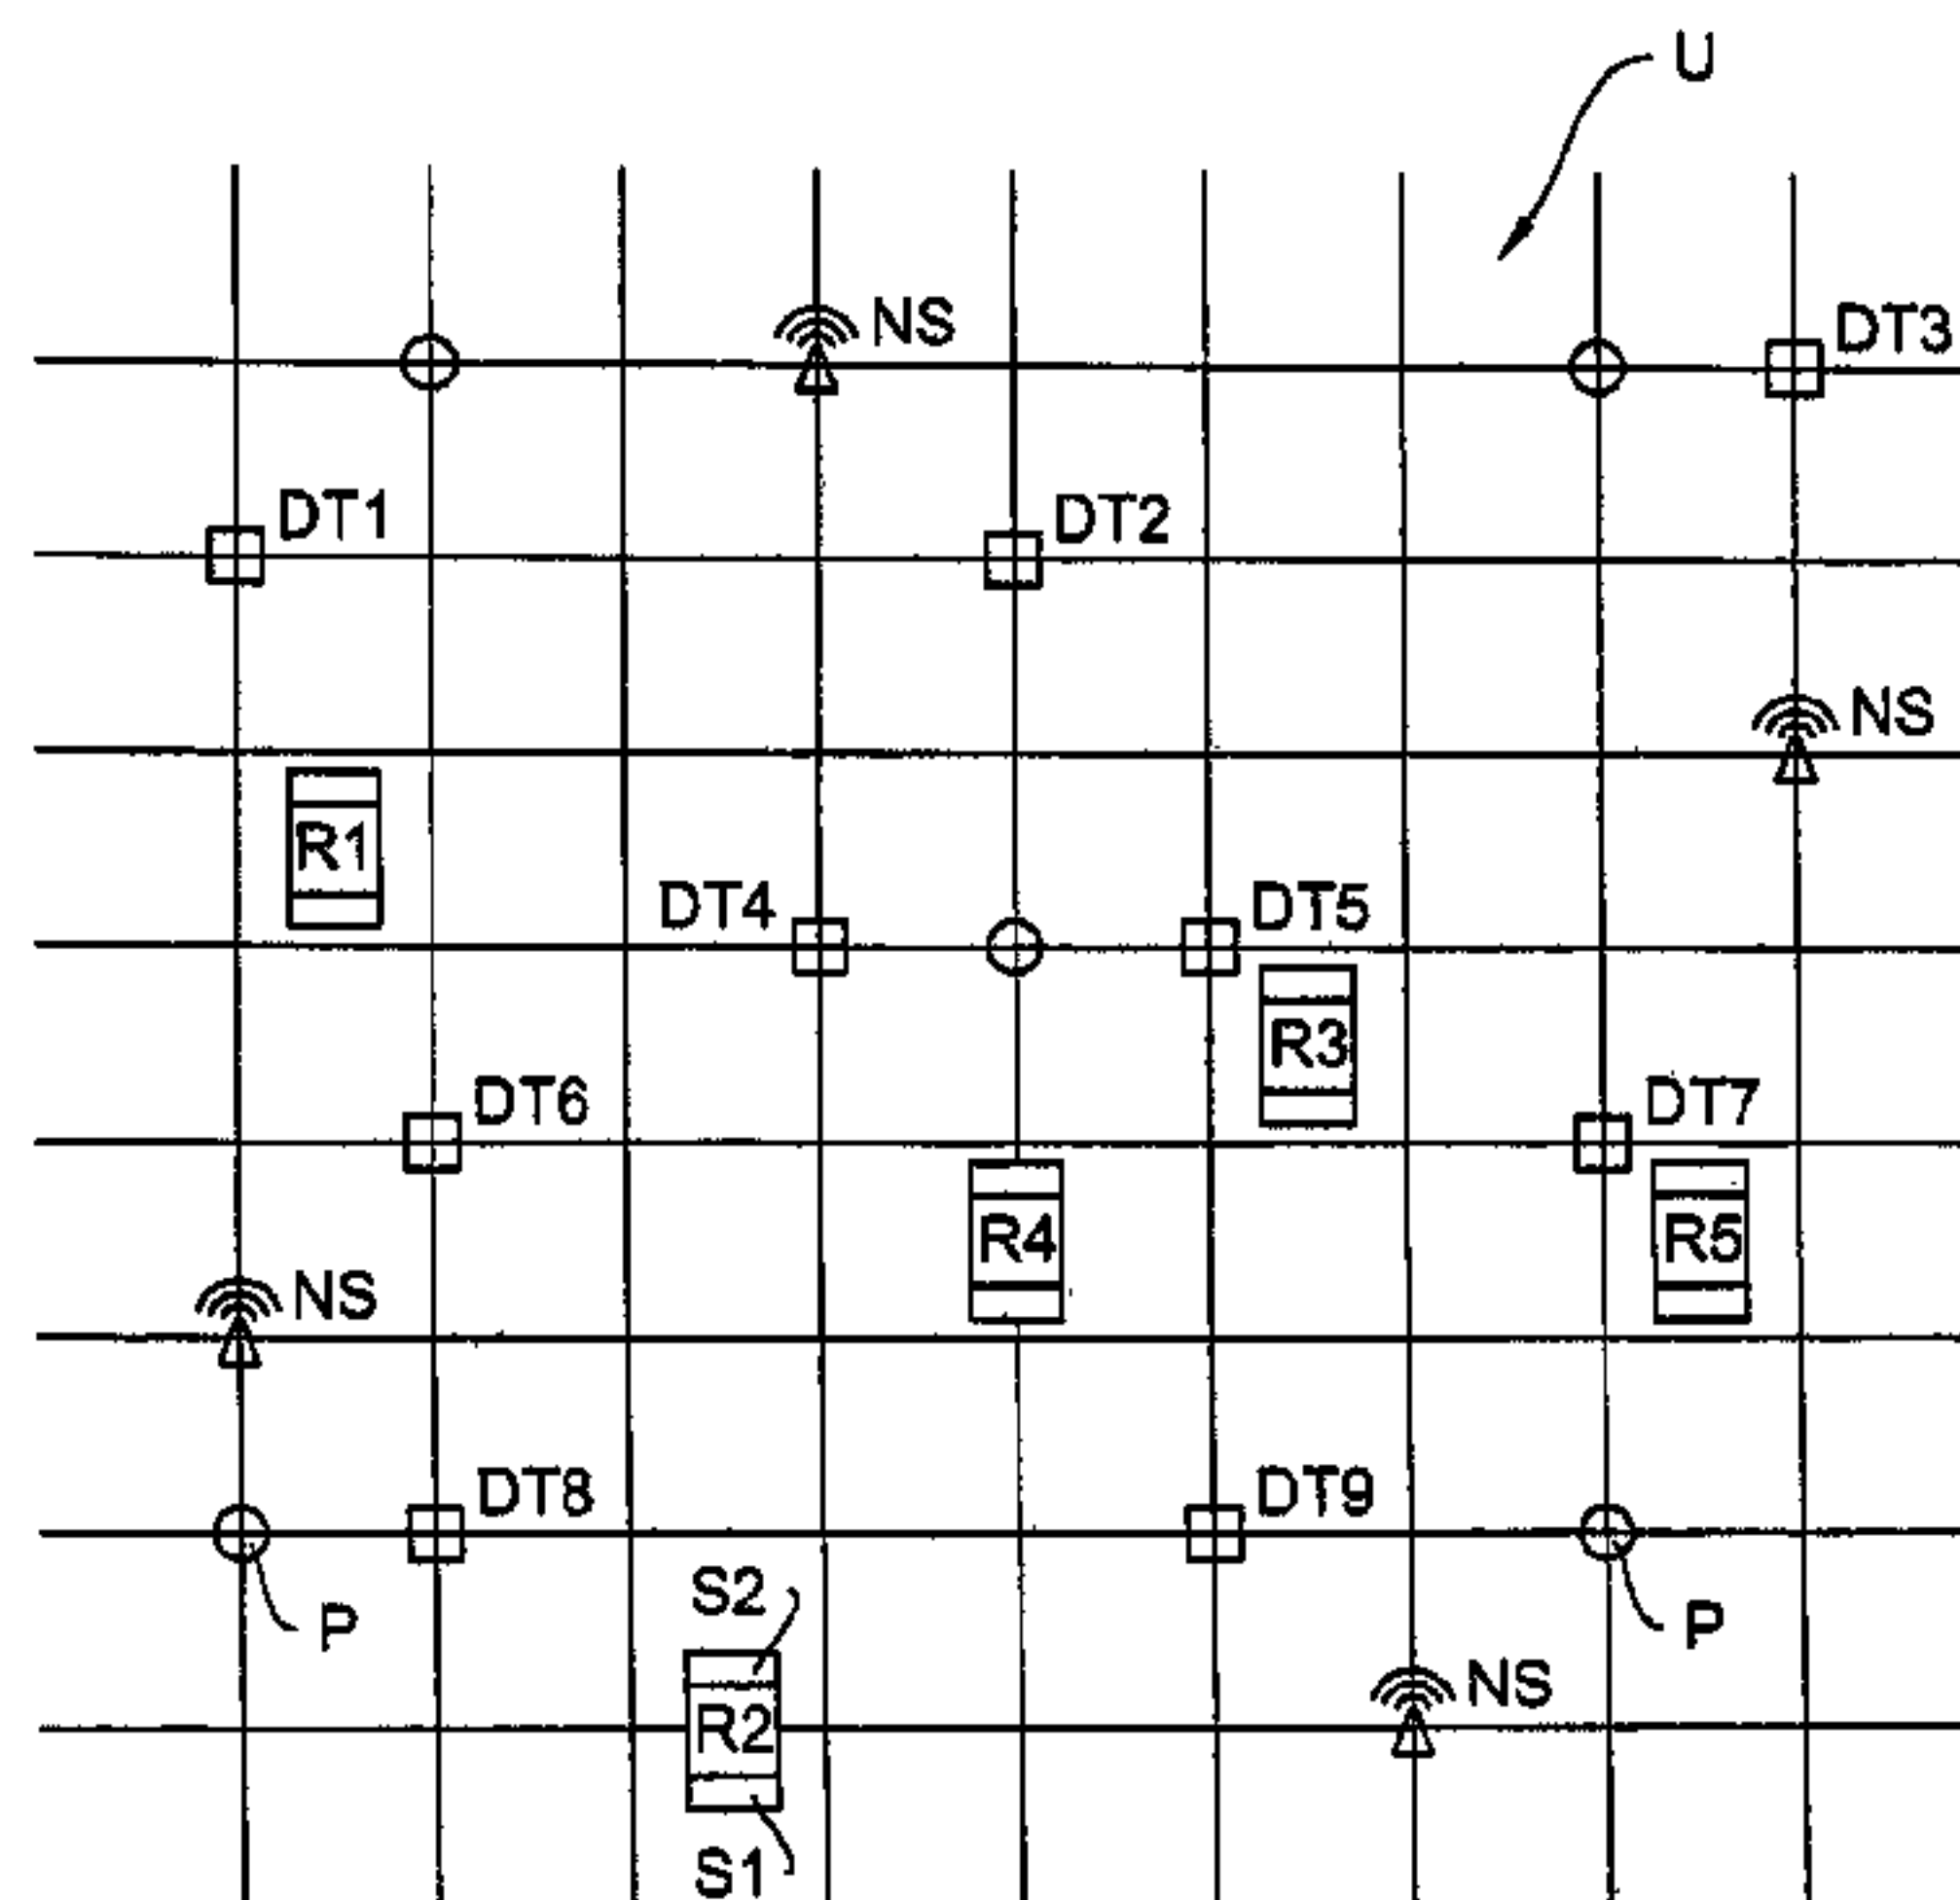 U
NS
DT3
DT1
DT2
NS
R1
DT4
DT5
R3
DT6
DT7
R4
R5
NS
DT8
DT9
S2
P
P
NS
R2
S1